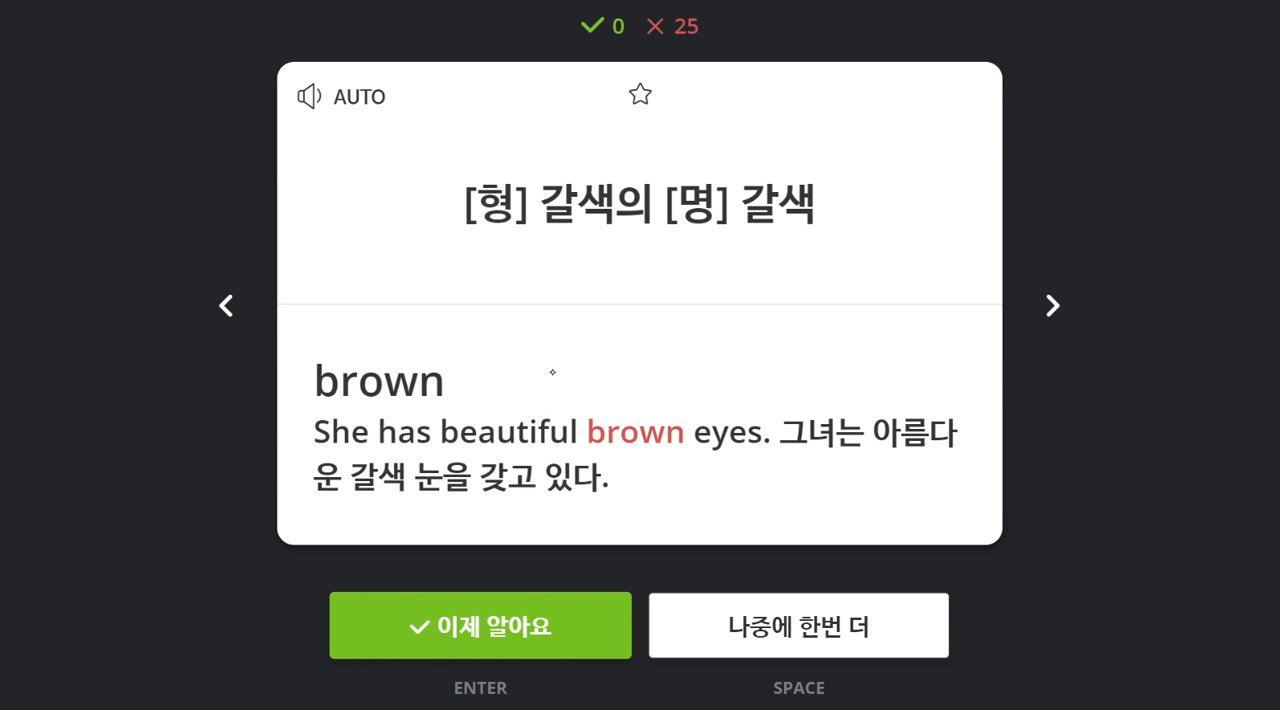 0 25
AUTO
[형] 갈색의 [명] 갈색
brown
She has beautiful brown eyes. 그녀는 아름다
운 갈색 눈을 갖고 있다.
이제 알아요 나중에 한번 더
ENTER SPACE